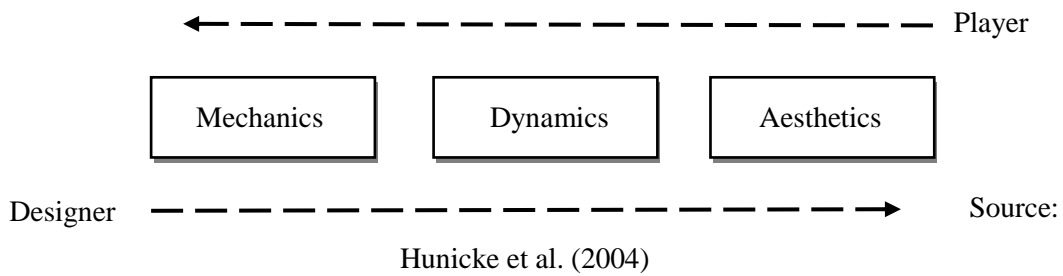 Player
Mechanics Dynamics Aesthetics
Designer Source:
Hunicke et al. (2004)